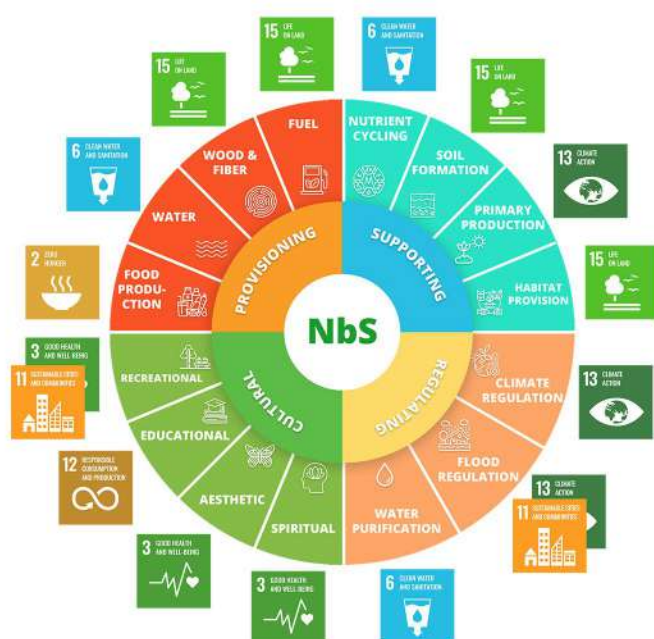 15 LIFE
ON LAND
6 CLEAN WATER
AND SANITATION
15 LIFE
ON LAND
15 LIFE
ON LAND
6 CLEAN WATER
AND SANITATION
13 CLIMATE
ACTION
2 ZERO
HUNGER
15 LIFE
ON LAND
3 GOOD HEALTH
AND WELL-BEING
11 SUSTAINABLE CITIES
AND COMMUNITIES
13 CLIMATE
ACTION
12 RESPONSIBLE
CONSUMPTION
AND PRODUCTION
13 CLIMATE
ACTION
11 SUSTAINABLE CITIES
AND COMMUNITIES
3 GOOD HEALTH
AND WELL-BEING
3 GOOD HEALTH
AND WELL-BEING
6 CLEAN WATER
AND SANITATION
FUEL
WOOD &
FIBER
WATER
FOOD
PRODU-
CTION
NUTRIENT
CYCLING
SOIL
FORMATION
PRIMARY
PRODUCTION
HABITAT
PROVISION
PROVISIONING
SUPPORTING
NbS
CULTURAL
REGULATING
RECREATIONAL
EDUCATIONAL
AESTHETIC
SPIRITUAL
CLIMATE
REGULATION
FLOOD
REGULATION
WATER
PURIFICATION